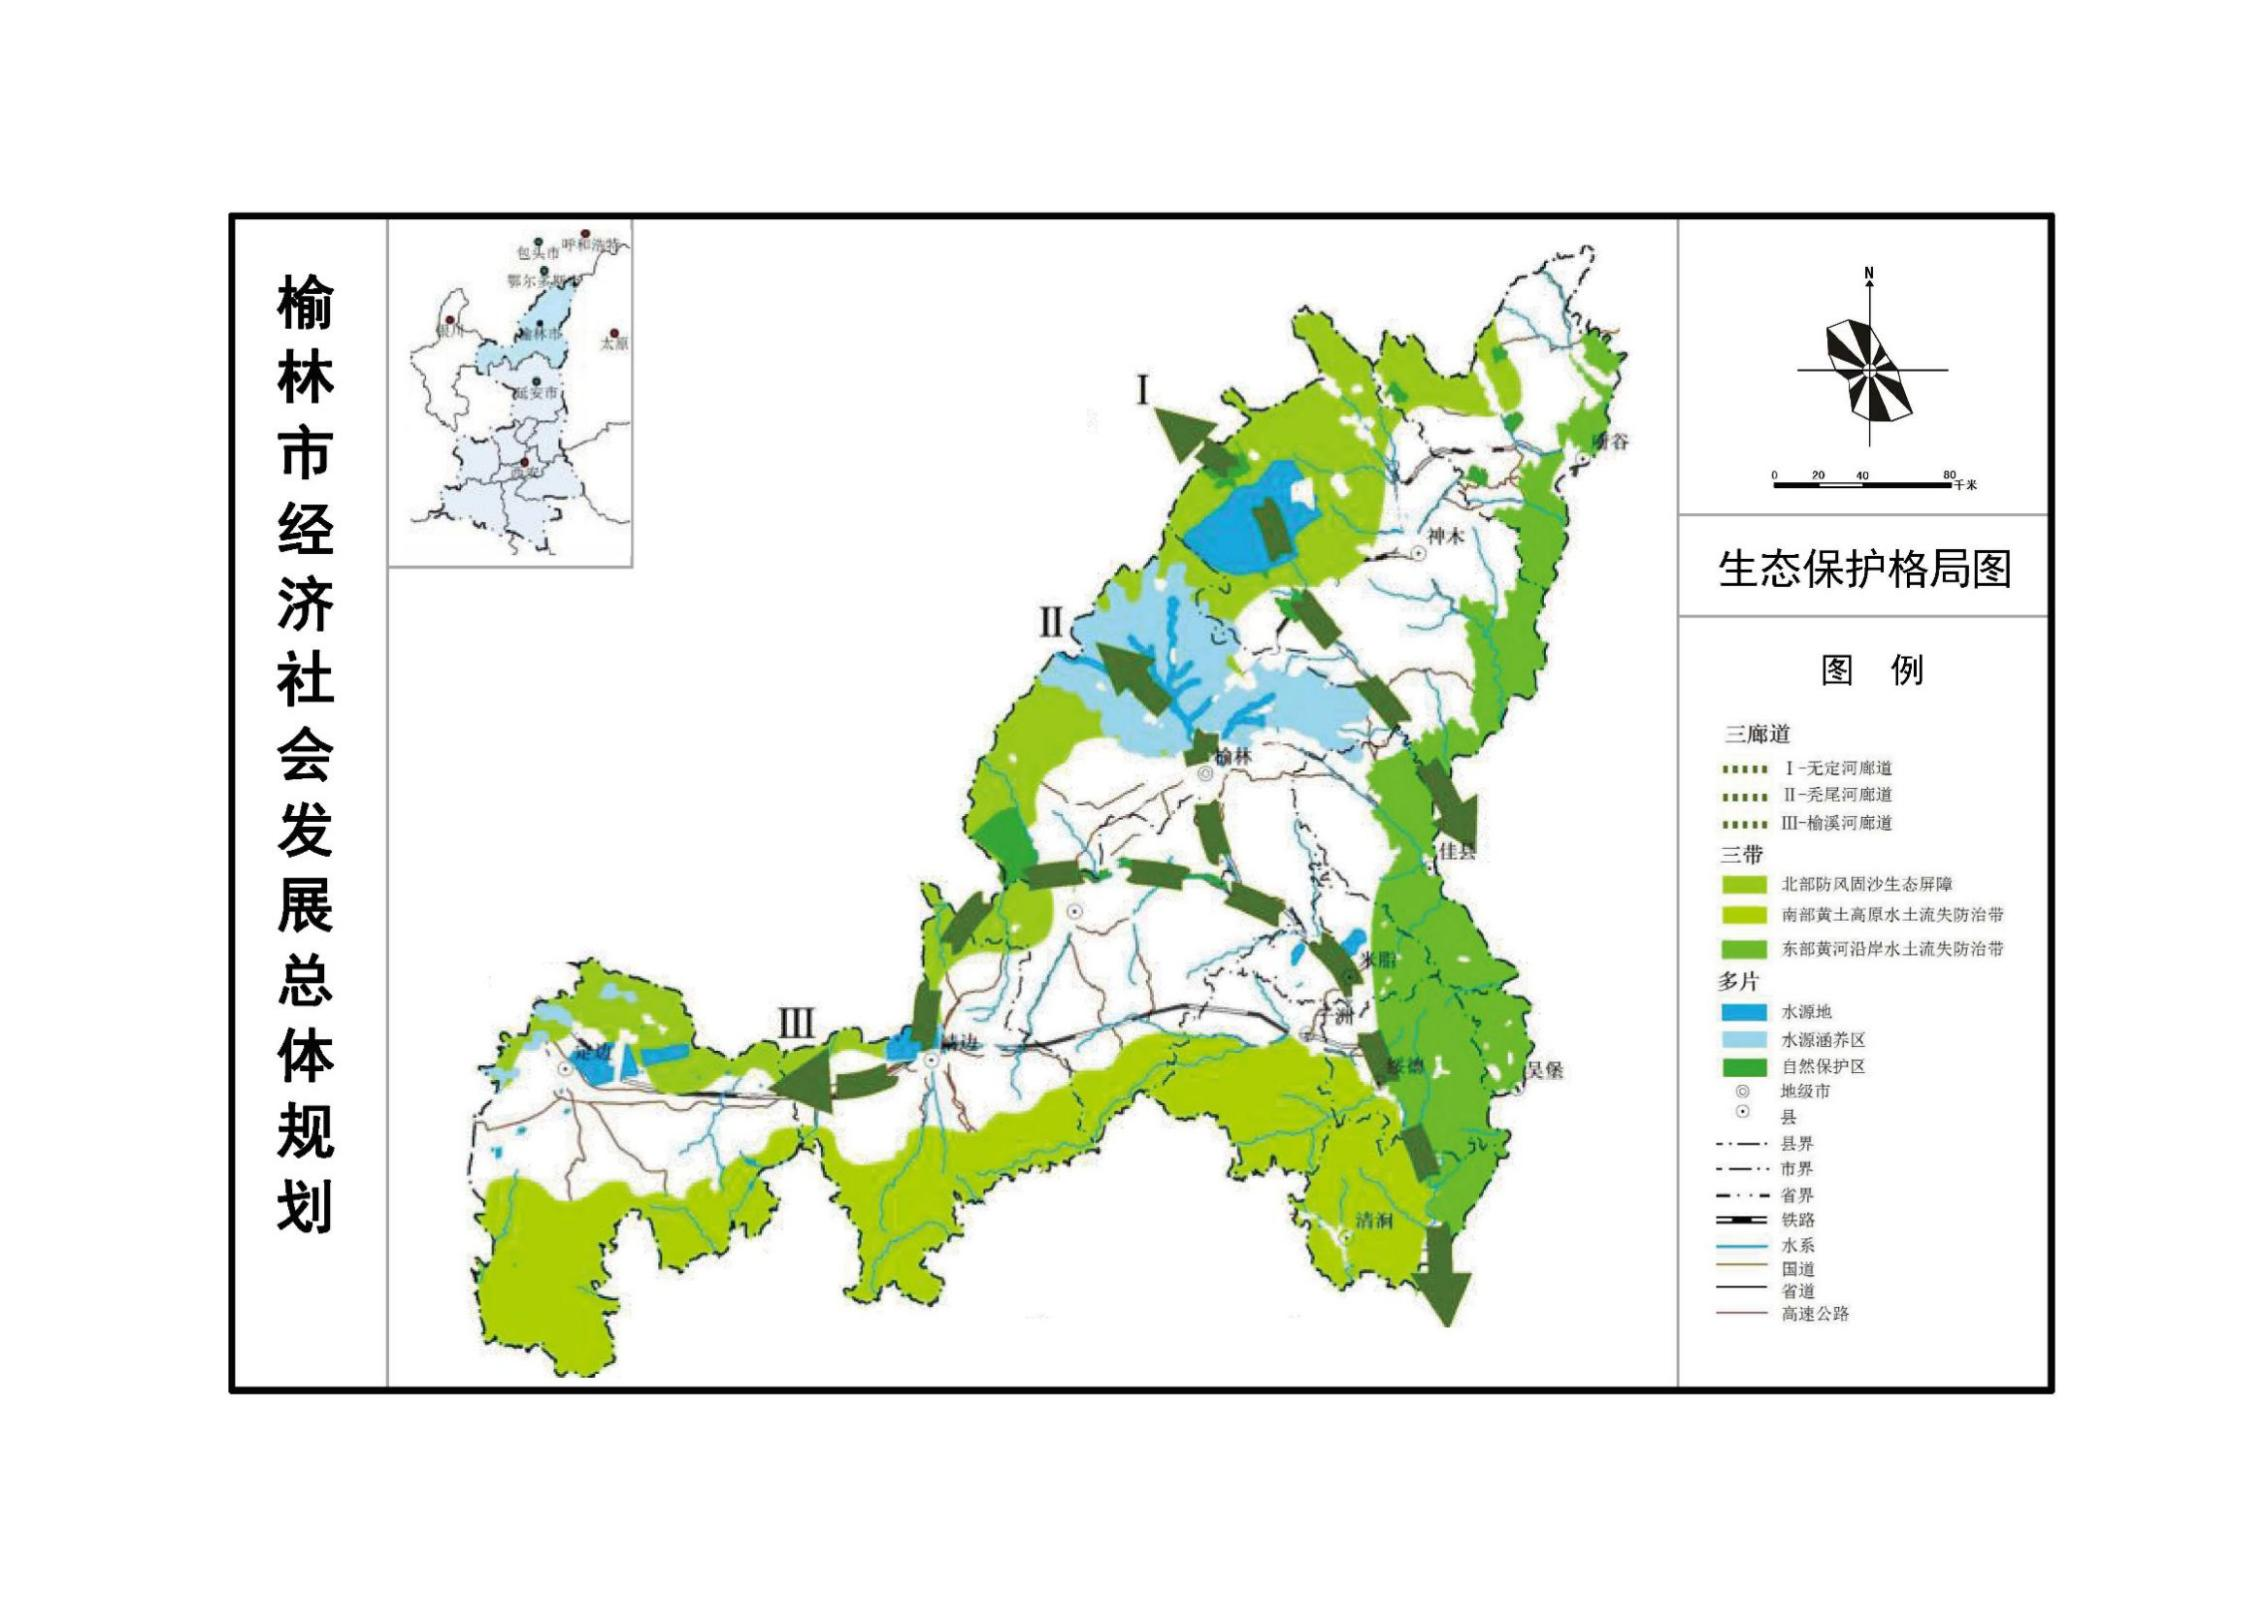 榆林市经济社会发展总体规划
包头市
呼和浩特
鄂尔多斯市
银川
榆林市
太原
延安市
西安
I
II
III
府谷
神木
榆林
佳县
米脂
子洲
绥德
吴堡
靖边
定边
清涧
N
0 20 40 80
千米
生态保护格局图
图 例
三廊道
I-无定河廊道
II-秃尾河廊道
III-榆溪河廊道
三带
北部防风固沙生态屏障
南部黄土高原水土流失防治带
东部黄河沿岸水土流失防治带
多片
水源地
水源涵养区
自然保护区
地级市
县
县界
市界
省界
铁路
水系
国道
省道
高速公路